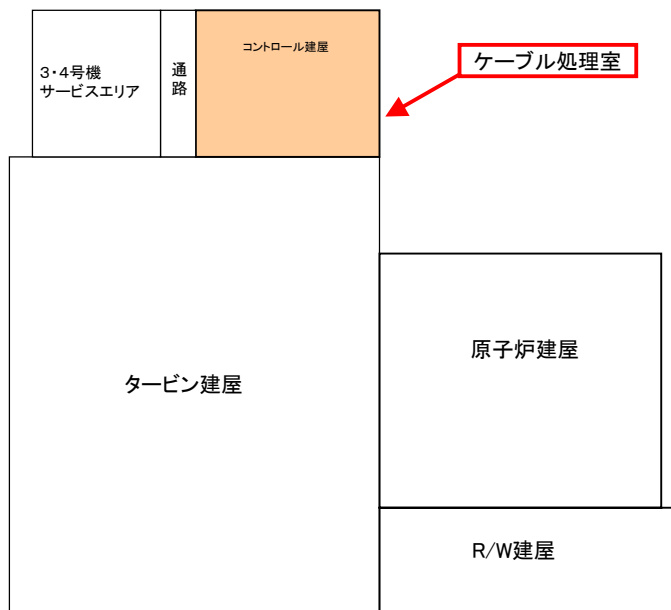 コントロール建屋
ケーブル処理室
3・4号機
サービスエリア
通
路
タービン建屋
原子炉建屋
R/W建屋